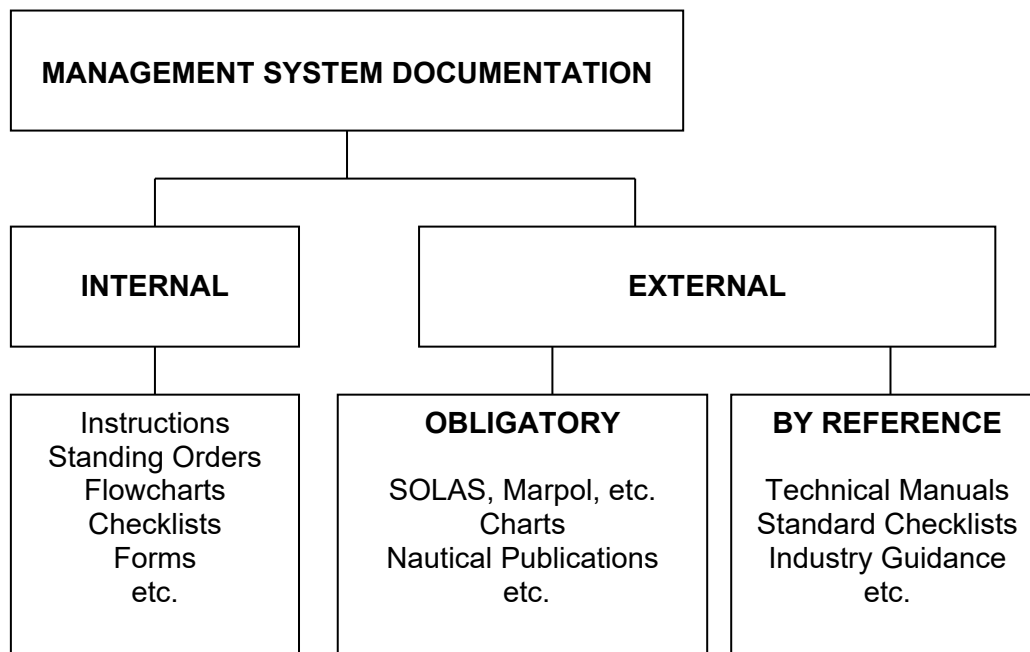 MANAGEMENT SYSTEM DOCUMENTATION
INTERNAL
EXTERNAL
Instructions
Standing Orders
Flowcharts
Checklists
Forms
etc.
OBLIGATORY
SOLAS, Marpol, etc.
Charts
Nautical Publications
etc.
BY REFERENCE
Technical Manuals
Standard Checklists
Industry Guidance
etc.